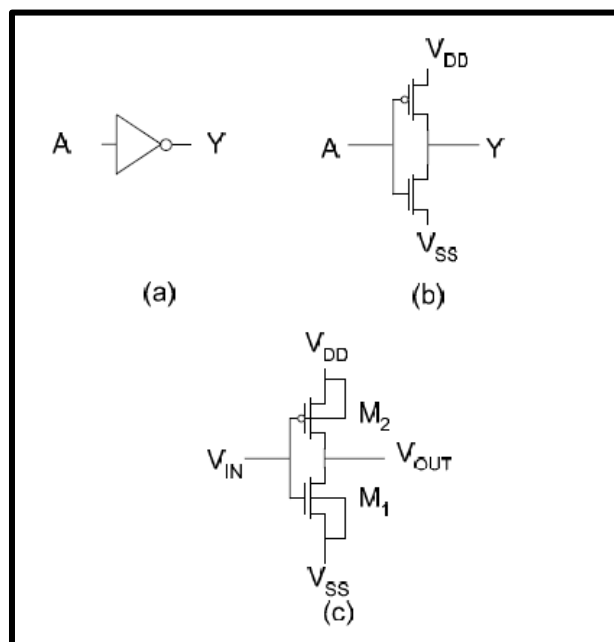 A Y
(a)
V_DD
A Y
V_SS
(b)
V_DD
M_2
V_IN V_OUT
M_1
V_SS
(c)